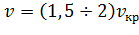 v = (1,5 ÷ 2)v_кр